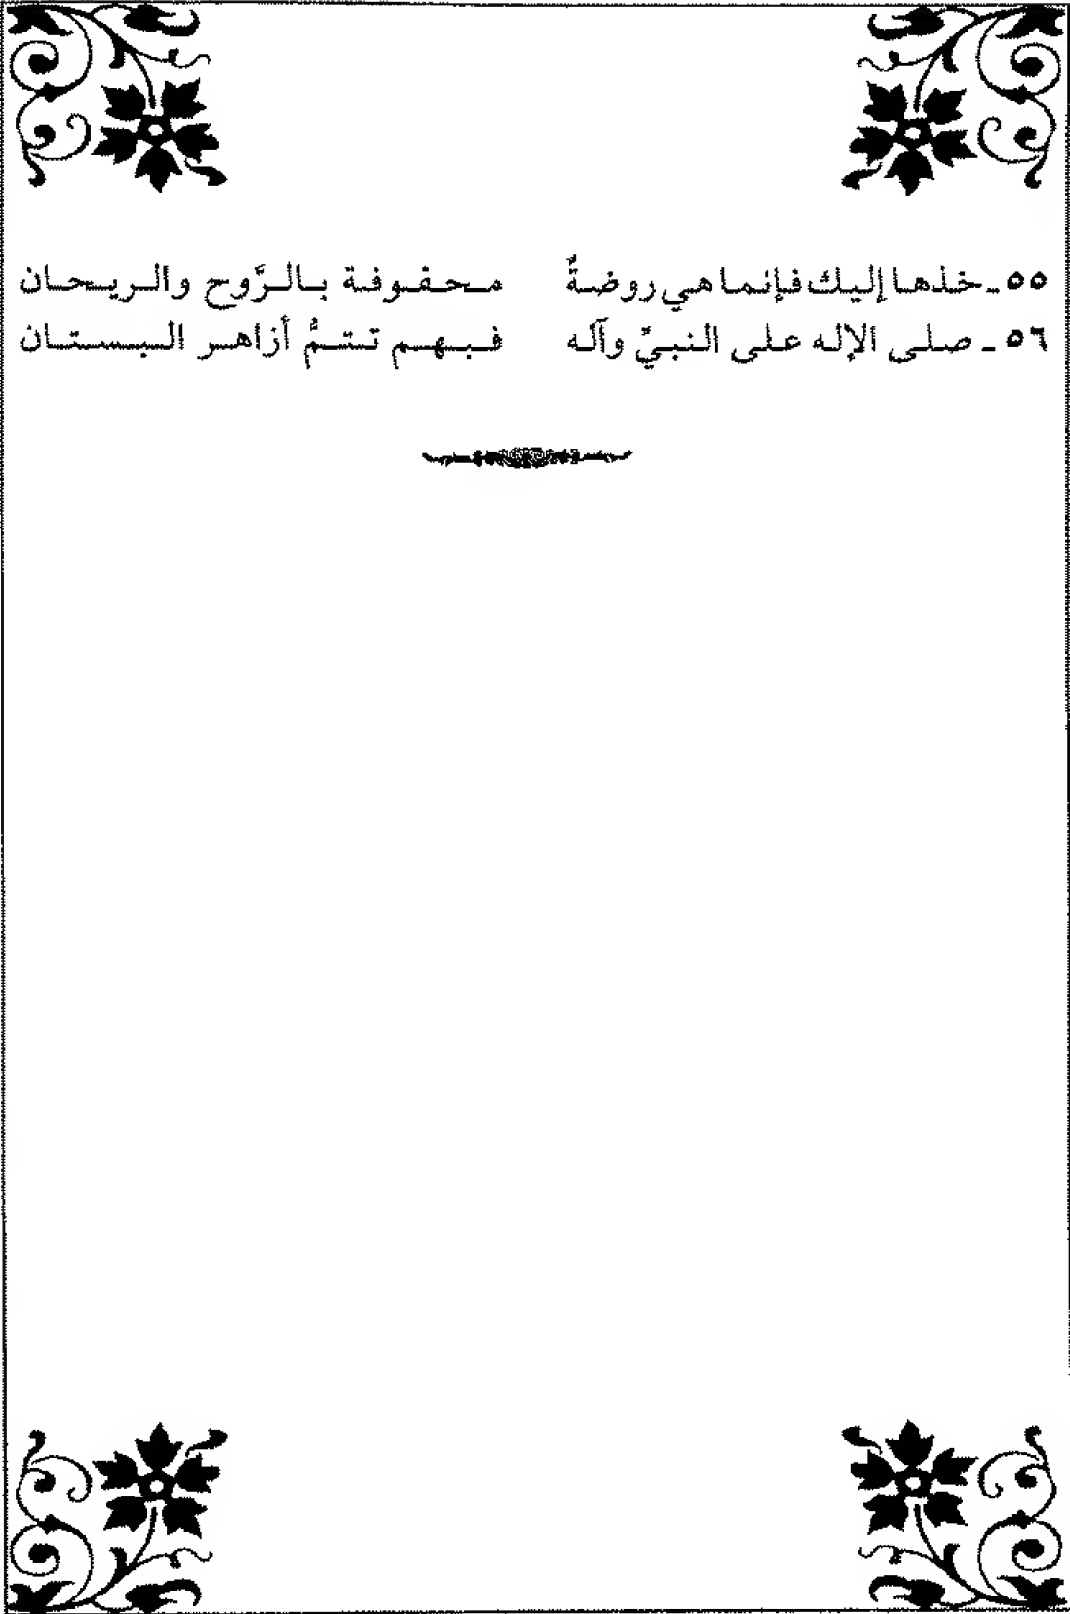 ٥٥ ـ خذها إليك فإنما هي روضةٌ محفوفة بالرَّوح والريحان
٥٦ ـ صلى الإله على النبيِّ وآله فبهم تتمُّ أزاهر البستان